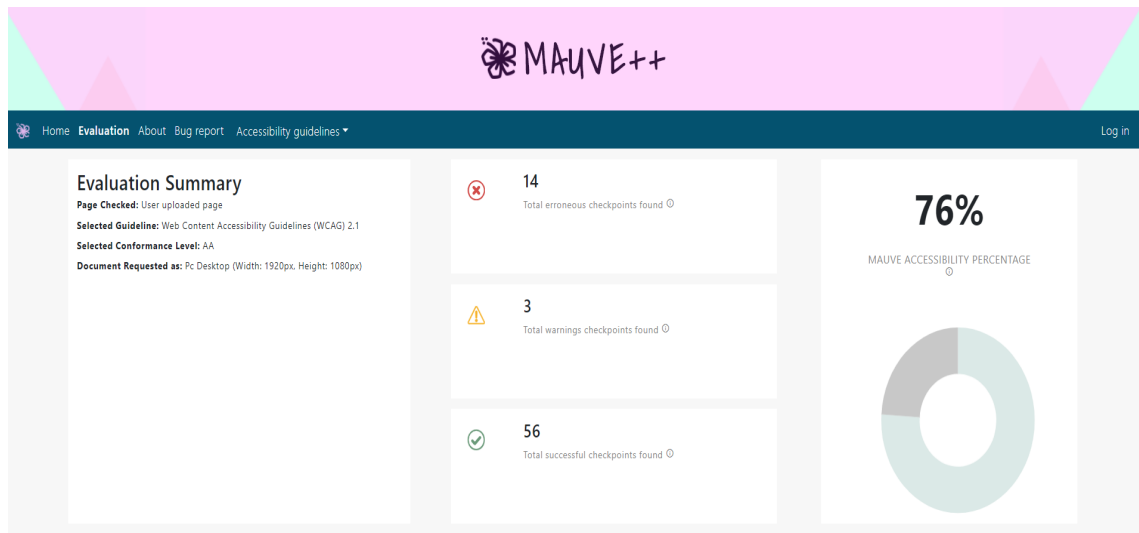 MAUVE++
Home Evaluation About Bug report Accessibility guidelines Log in
Evaluation Summary
Page Checked: User uploaded page
Selected Guideline: Web Content Accessibility Guidelines (WCAG) 2.1
Selected Conformance Level: AA
Document Requested as: Pc Desktop (Width: 1920px, Height: 1080px)
14
Total erroneous checkpoints found
3
Total warnings checkpoints found
56
Total successful checkpoints found
76%
MAUVE ACCESSIBILITY PERCENTAGE